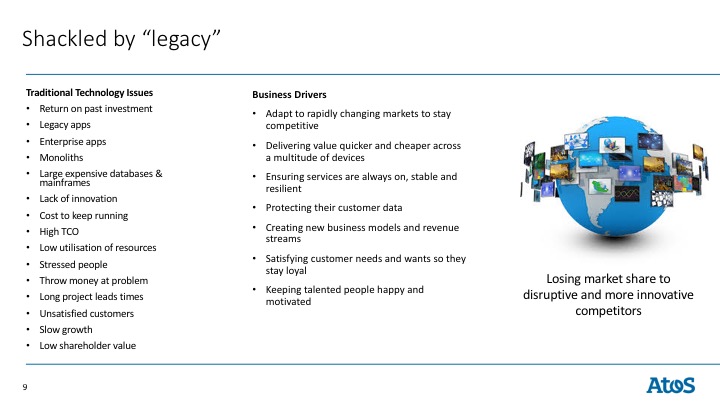 Shackled by “legacy”
Traditional Technology Issues
• Return on past investment
• Legacy apps
• Enterprise apps
• Monoliths
• Large expensive databases &
mainframes
• Lack of innovation
• Cost to keep running
• High TCO
• Low utilisation of resources
• Stressed people
• Throw money at problem
• Long project leads times
• Unsatisfied customers
• Slow growth
• Low shareholder value
Business Drivers
• Adapt to rapidly changing markets to stay
competitive
• Delivering value quicker and cheaper across
a multitude of devices
• Ensuring services are always on, stable and
resilient
• Protecting their customer data
• Creating new business models and revenue
streams
• Satisfying customer needs and wants so they
stay loyal
• Keeping talented people happy and
motivated
Losing market share to
disruptive and more innovative
competitors
9
Atos